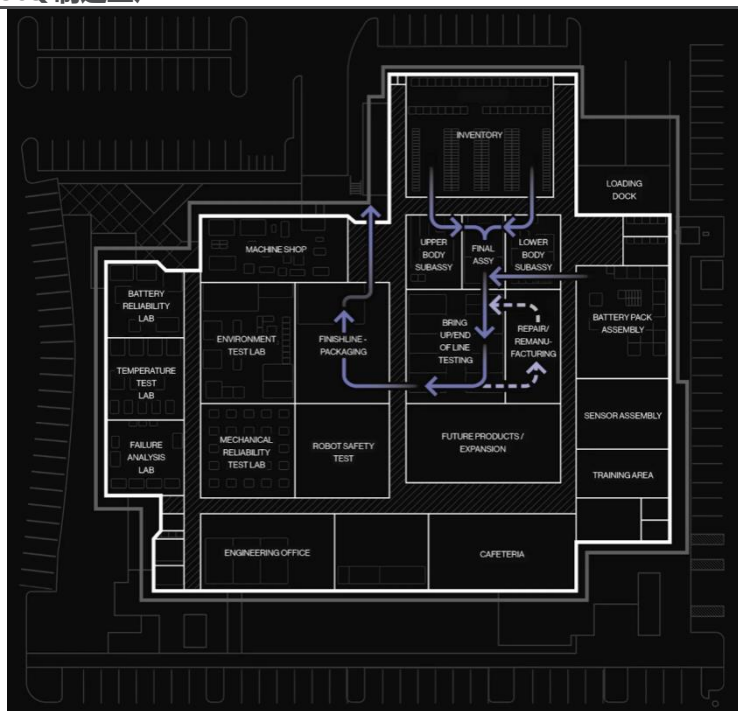 INVENTORY
LOADING
DOCK
MACHINE SHOP
UPPER
BODY
SUBASSY
FINAL
ASSY
LOWER
BODY
SUBASSY
BATTERY
RELIABILITY
LAB
ENVIRONMENT
TEST LAB
FINISHLINE -
PACKAGING
BRING
UP/END
OF LINE
TESTING
REPAIR/
REMANU-
FACTURING
BATTERY PACK
ASSEMBLY
TEMPERATURE
TEST
LAB
FAILURE
ANALYSIS
LAB
MECHANICAL
RELIABILITY
TEST LAB
ROBOT SAFETY
TEST
FUTURE PRODUCTS /
EXPANSION
SENSOR ASSEMBLY
TRAINING AREA
ENGINEERING OFFICE
CAFETERIA